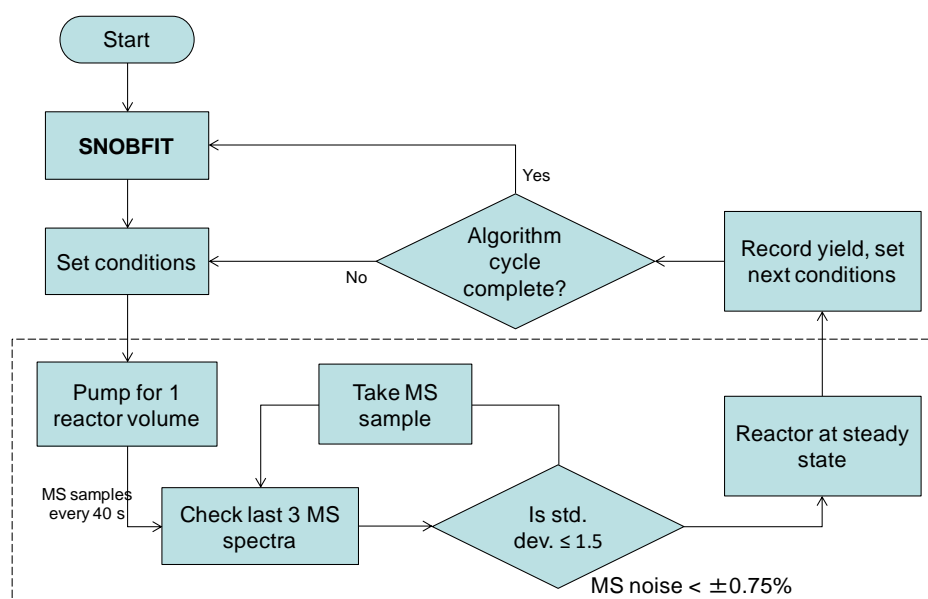 Start
SNOBFIT
Yes
Set conditions
No
Algorithm
cycle
complete?
Record yield, set
next conditions
Pump for 1
reactor volume
Take MS
sample
Reactor at steady
state
MS samples
every 40 s
Check last 3 MS
spectra
Is std.
dev. ≤ 1.5
MS noise < ±0.75%